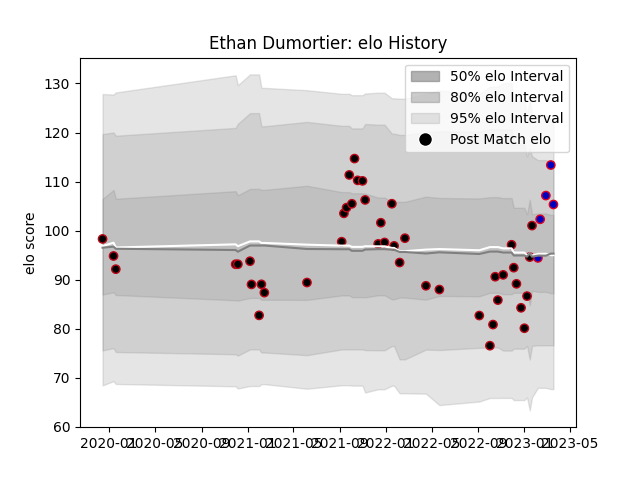 Ethan Dumortier: elo History
50% elo Interval
80% elo Interval
95% elo Interval
Post Match elo
elo score
130
120
110
100
90
80
70
60
2020-01 2020-05 2020-09 2021-01 2021-05 2021-09 2022-01 2022-05 2022-09 2023-01 2023-05